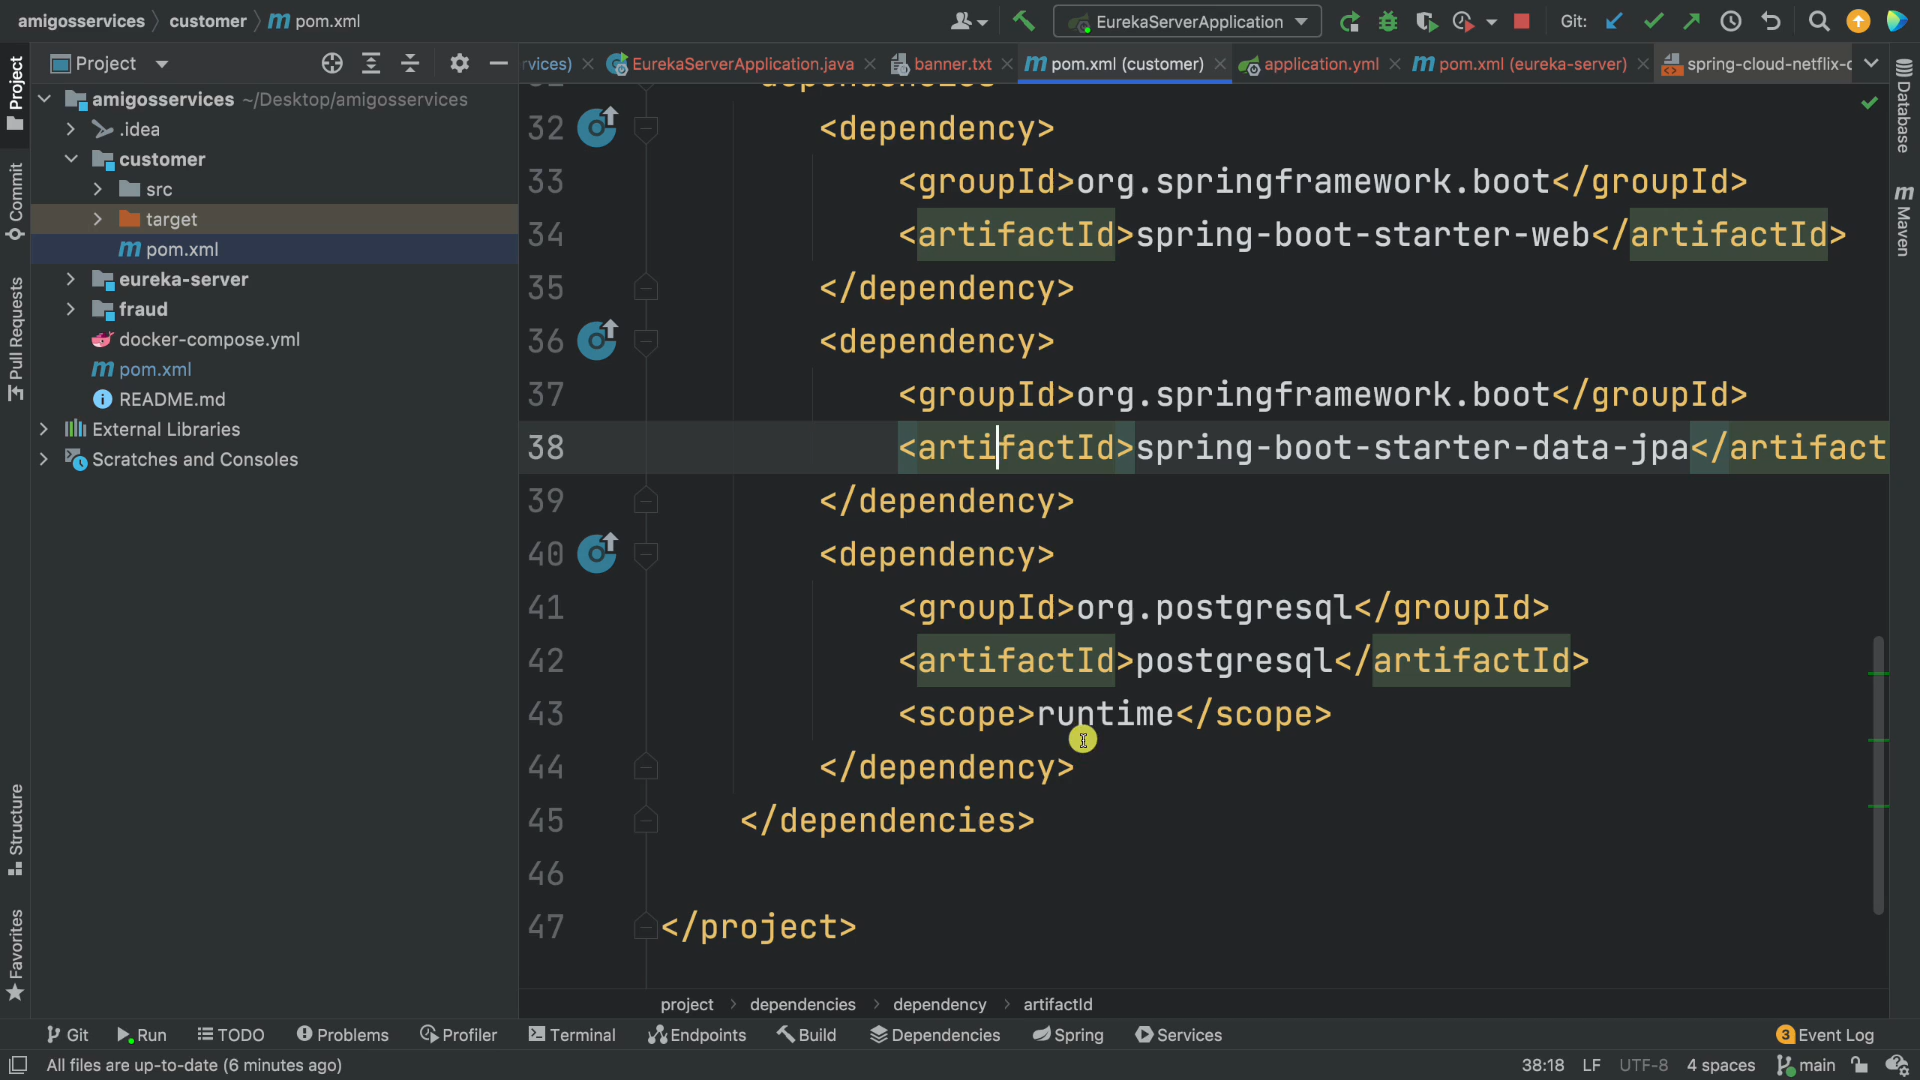 amigosservices
customer
pom.xml
EurekaServerApplication
Git:
Project
rvices)
EurekaServerApplication.java
banner.txt
pom.xml (customer)
application.yml
pom.xml (eureka-server)
spring-cloud-netflix-c
amigosservices ~/Desktop/amigosservices
.idea
customer
src
target
pom.xml
eureka-server
fraud
docker-compose.yml
pom.xml
README.md
External Libraries
Scratches and Consoles
Project
Commit
Pull Requests
Structure
Favorites
32 <dependency>
33 <groupId>org.springframework.boot</groupId>
34 <artifactId>spring-boot-starter-web</artifactId>
35 </dependency>
36 <dependency>
37 <groupId>org.springframework.boot</groupId>
38 <artifactId>spring-boot-starter-data-jpa</artifact
39 </dependency>
40 <dependency>
41 <groupId>org.postgresql</groupId>
42 <artifactId>postgresql</artifactId>
43 <scope>runtime</scope>
44 </dependency>
45 </dependencies>
46
47 </project>
Database
Maven
project > dependencies > dependency > artifactId
Git
Run
TODO
Problems
Profiler
Terminal
Endpoints
Build
Dependencies
Spring
Services
3 Event Log
All files are up-to-date (6 minutes ago)
38:18
LF
UTF-8
4 spaces
main